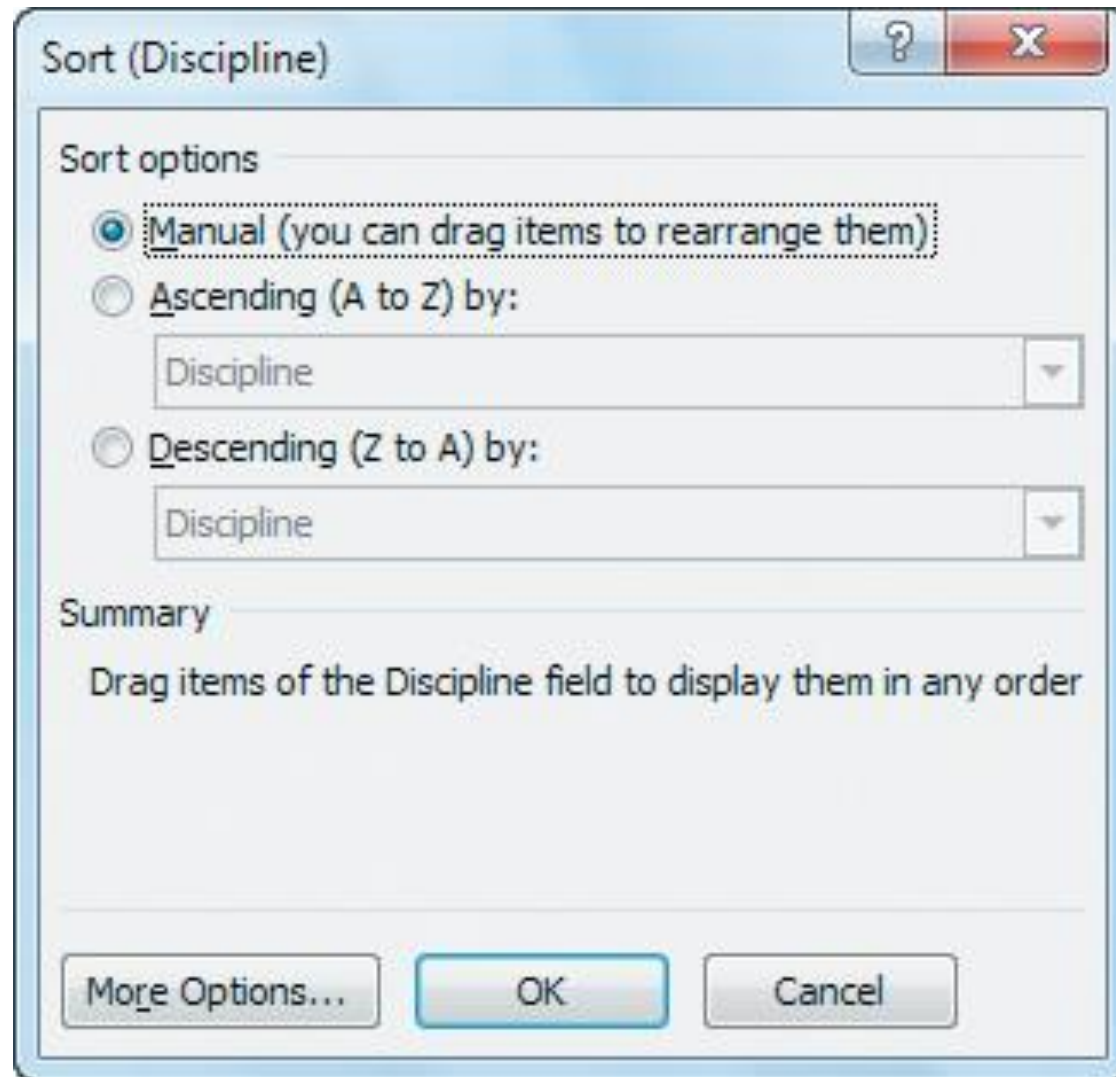 Sort (Discipline)
Sort options
Manual (you can drag items to rearrange them)
Ascending (A to Z) by:
Discipline
Descending (Z to A) by:
Discipline
Summary
Drag items of the Discipline field to display them in any order
More Options...
OK
Cancel